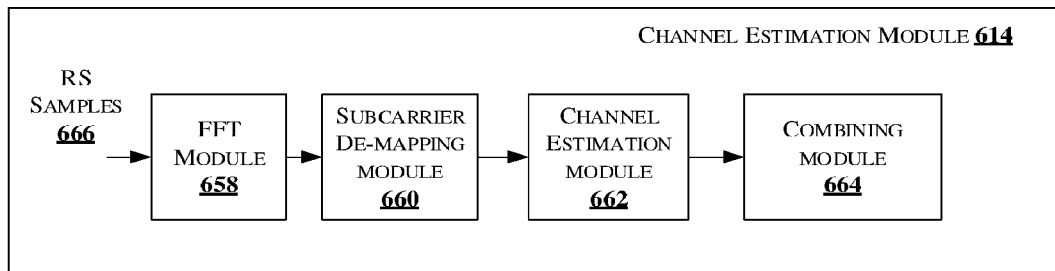 CHANNEL ESTIMATION MODULE 614
RS
SAMPLES
666
FFT
MODULE
658
SUBCARRIER
DE-MAPPING
MODULE
660
CHANNEL
ESTIMATION
MODULE
662
COMBINING
MODULE
664